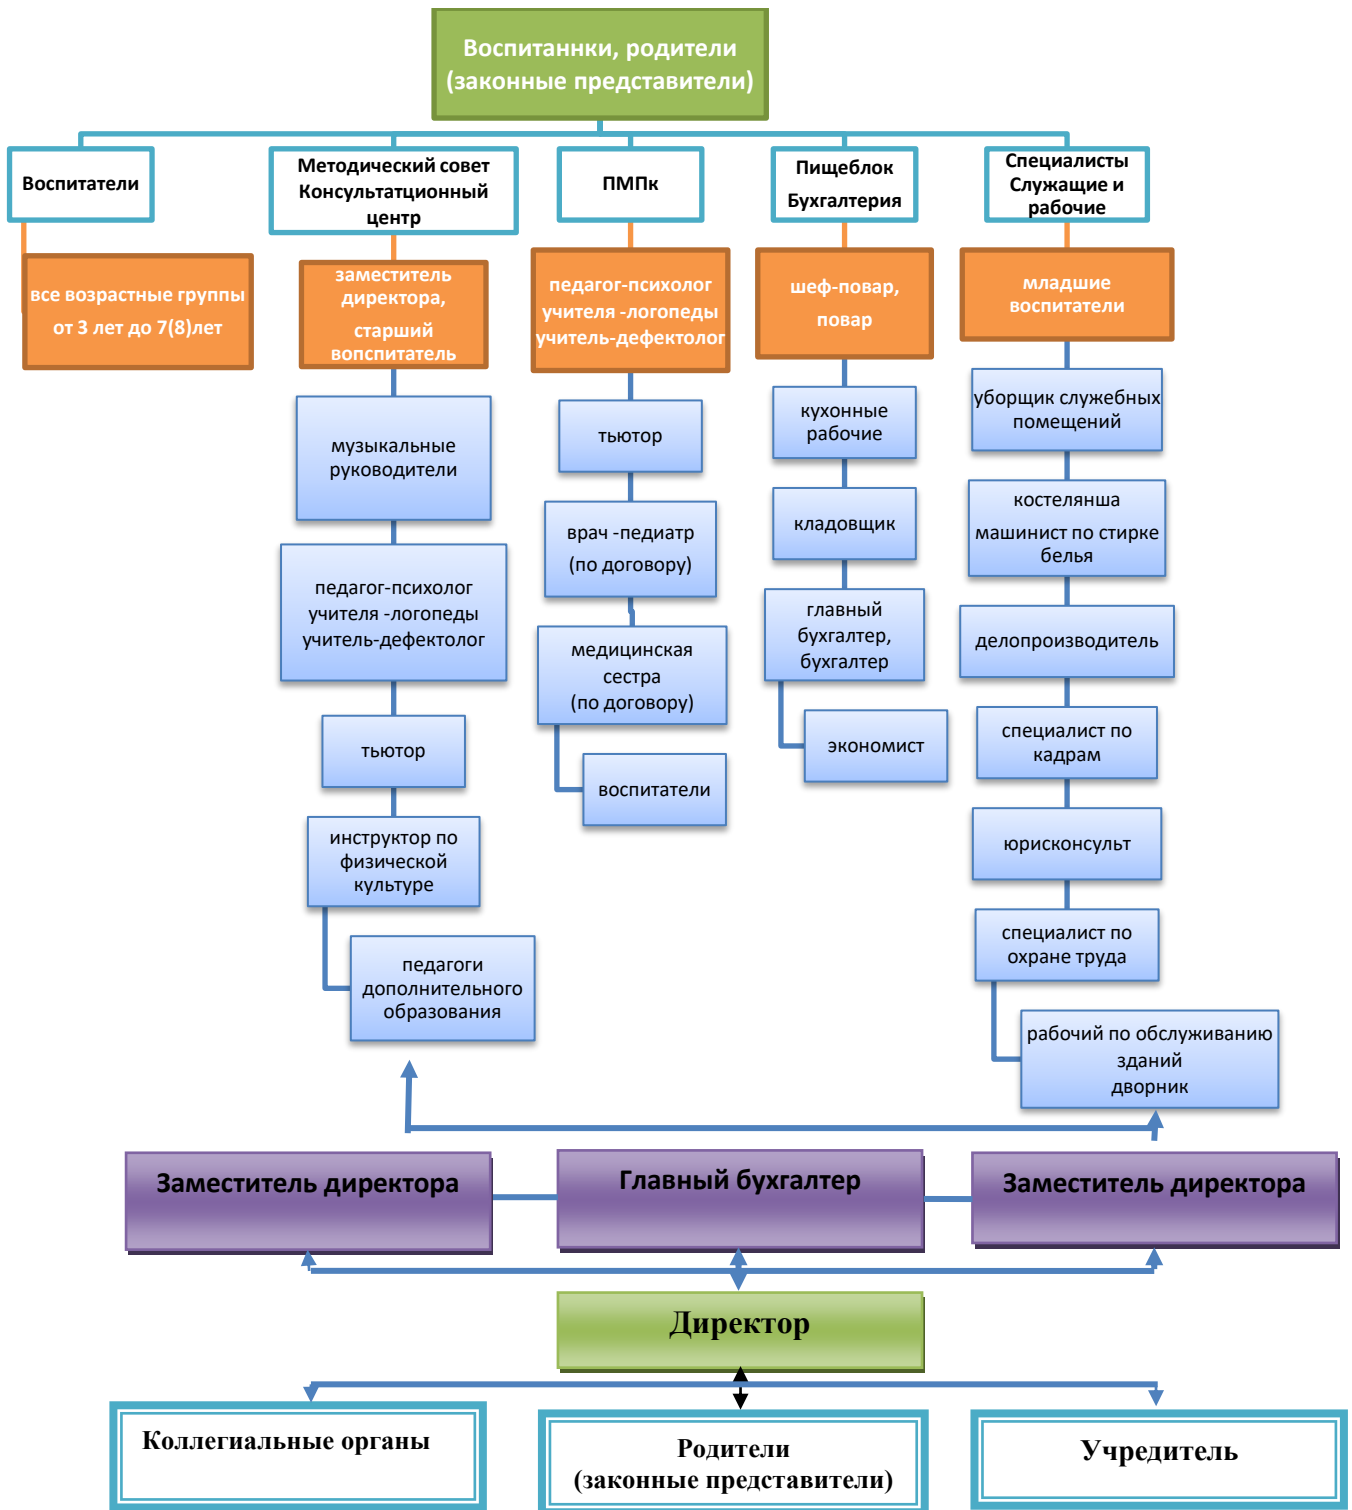 Воспитаннки, родители
(законные представители)
Воспитатели
Методический совет
Консультатционный
центр
ПМПк
Пищеблок
Бухгалтерия
Специалисты
Служащие и
рабочие
все возрастные группы
от 3 лет до 7(8)лет
заместитель
директора,
старший
вопспитатель
педагог-психолог
учителя -логопеды
учитель-дефектолог
шеф-повар,
повар
младшие
воспитатели
музыкальные
руководители
педагог-психолог
учителя -логопеды
учитель-дефектолог
тьютор
инструктор по
физической
культуре
педагоги
дополнительного
образования
тьютор
врач -педиатр
(по договору)
медицинская
сестра
(по договору)
воспитатели
кухонные
рабочие
кладовщик
главный
бухгалтер,
бухгалтер
экономист
уборщик служебных
помещений
костелянша
машинист по стирке
белья
делопроизводитель
специалист по
кадрам
юрисконсульт
специалист по
охране труда
рабочий по обслуживанию
зданий
дворник
Заместитель директора
Главный бухгалтер
Заместитель директора
Директор
Коллегиальные органы
Родители
(законные представители)
Учредитель